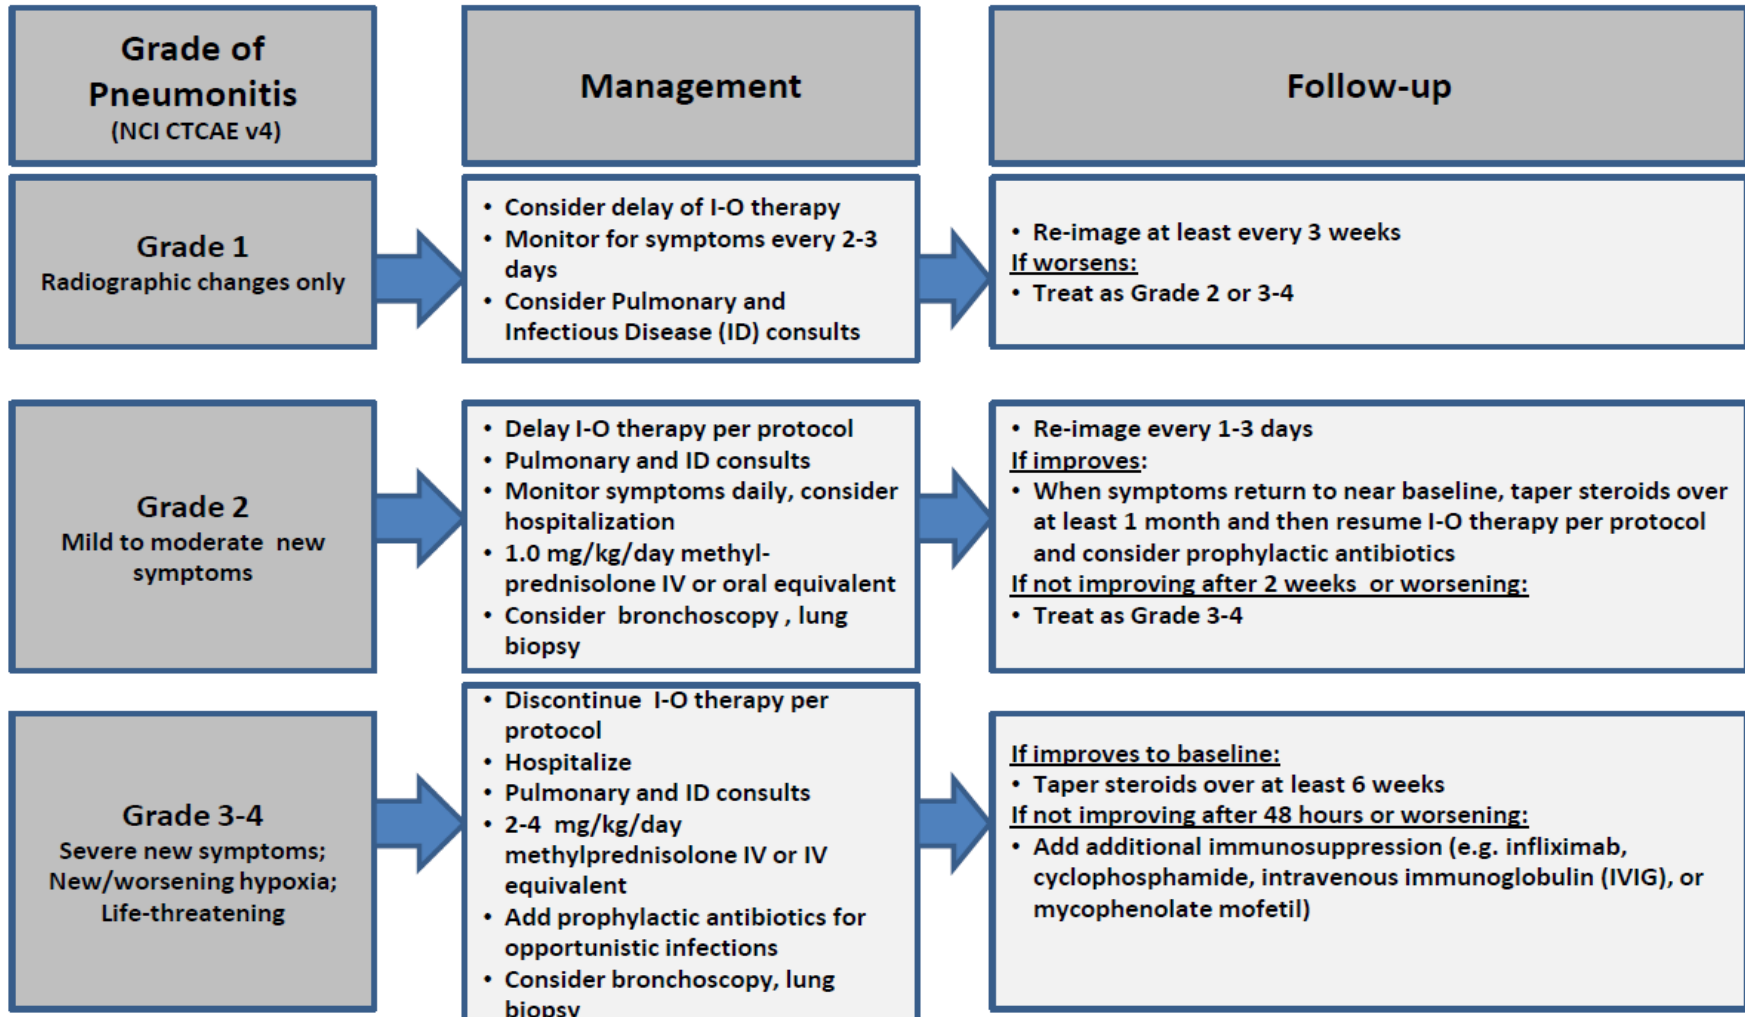 Grade of
Pneumonitis
(NCI CTCAE v4)
Management
Follow-up
Grade 1
Radiographic changes only
• Consider delay of I-O therapy
• Monitor for symptoms every 2-3
days
• Consider Pulmonary and
Infectious Disease (ID) consults
• Re-image at least every 3 weeks
If worsens:
• Treat as Grade 2 or 3-4
Grade 2
Mild to moderate new
symptoms
• Delay I-O therapy per protocol
• Pulmonary and ID consults
• Monitor symptoms daily, consider
hospitalization
• 1.0 mg/kg/day methyl-
prednisolone IV or oral equivalent
• Consider bronchoscopy , lung
biopsy
• Re-image every 1-3 days
If improves:
• When symptoms return to near baseline, taper steroids over
at least 1 month and then resume I-O therapy per protocol
and consider prophylactic antibiotics
If not improving after 2 weeks or worsening:
• Treat as Grade 3-4
Grade 3-4
Severe new symptoms;
New/worsening hypoxia;
Life-threatening
• Discontinue I-O therapy per
protocol
• Hospitalize
• Pulmonary and ID consults
• 2-4 mg/kg/day
methylprednisolone IV or IV
equivalent
• Add prophylactic antibiotics for
opportunistic infections
• Consider bronchoscopy, lung
biopsy
If improves to baseline:
• Taper steroids over at least 6 weeks
If not improving after 48 hours or worsening:
• Add additional immunosuppression (e.g. infliximab,
cyclophosphamide, intravenous immunoglobulin (IVIG), or
mycophenolate mofetil)